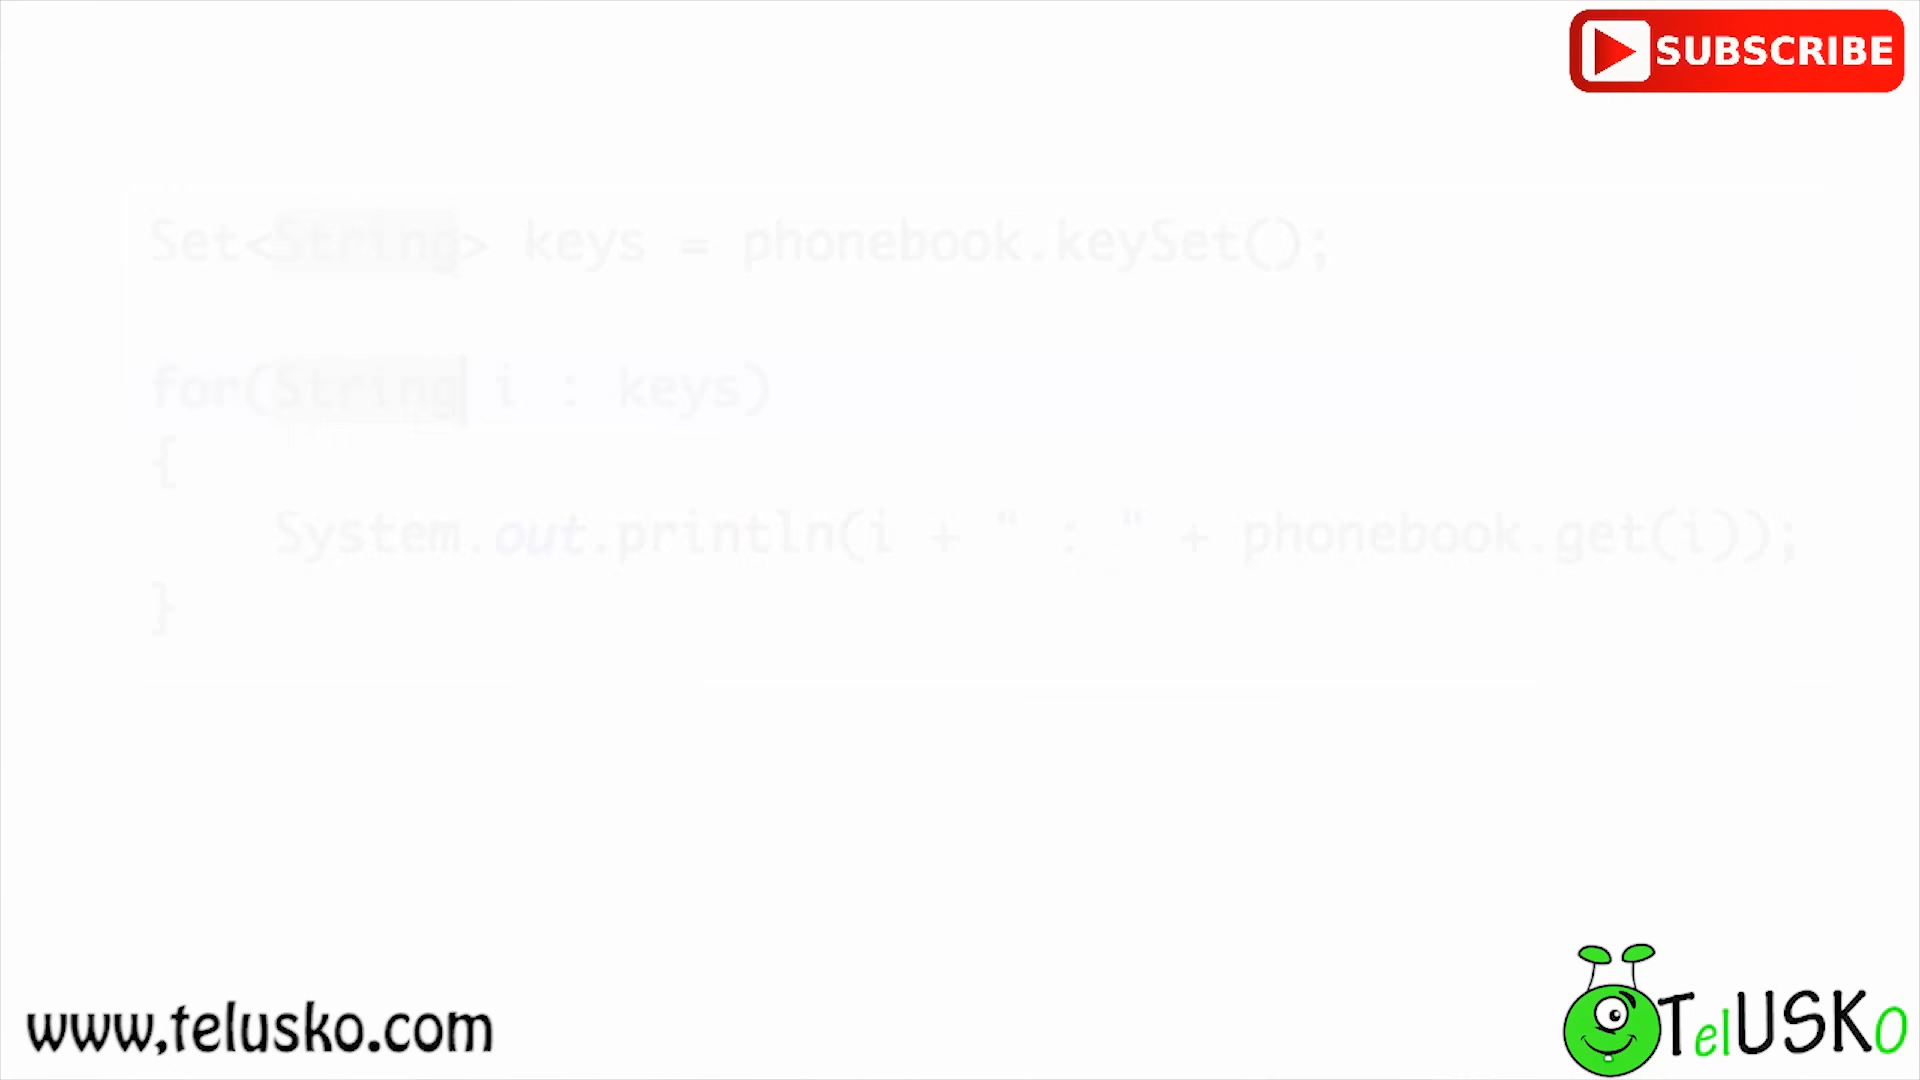 SUBSCRIBE
Set<String> keys = phonebook.keySet();
for(String i : keys)
{
System.out.println(i + " : " + phonebook.get(i));
}
www.telusko.com
TelUSKO